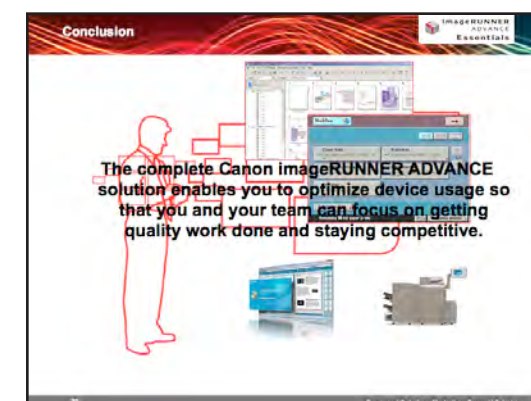 Conclusion
imageRUNNER
ADVANCE
Essentials
The complete Canon imageRUNNER ADVANCE
solution enables you to optimize device usage so
that you and your team can focus on getting
quality work done and staying competitive.